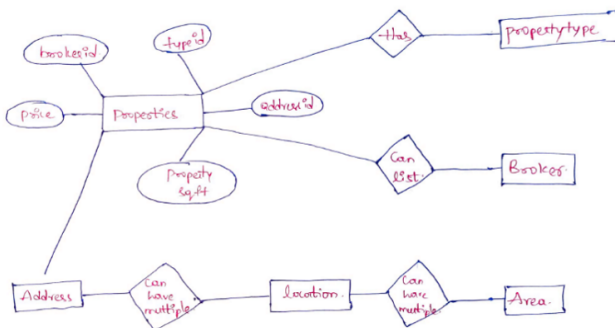 typeid
Has
propertytype
brokerid
price
Properties
addressid
Property
sqft
Can
list.
Broker.
Address
Can
have
multiple.
location.
Can
have
multiple.
Area.